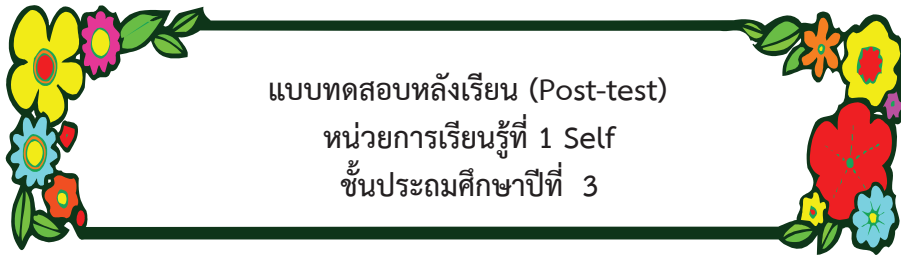 แบบทดสอบหลังเรียน (Post-test)
หน่วยการเรียนรู้ที่ 1 Self
ชั้นประถมศึกษาปีที่ 3